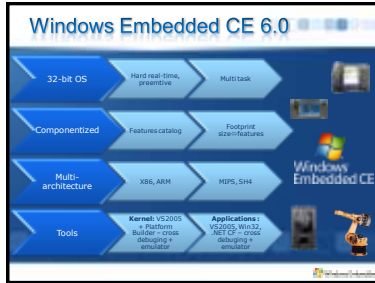 Windows Embedded CE 6.0
32-bit OS
Hard real-time,
preemtive
Multi task
Componentized
Features catalog
Footprint
size=features
Multi-
architecture
X86, ARM
MIPS, SH4
Windows
Embedded CE
Tools
Kernel: VS2005
+ Platform
Builder – cross
debuging +
emulator
Applications :
VS2005, Win32,
.NET CF – cross
debuging +
emulator